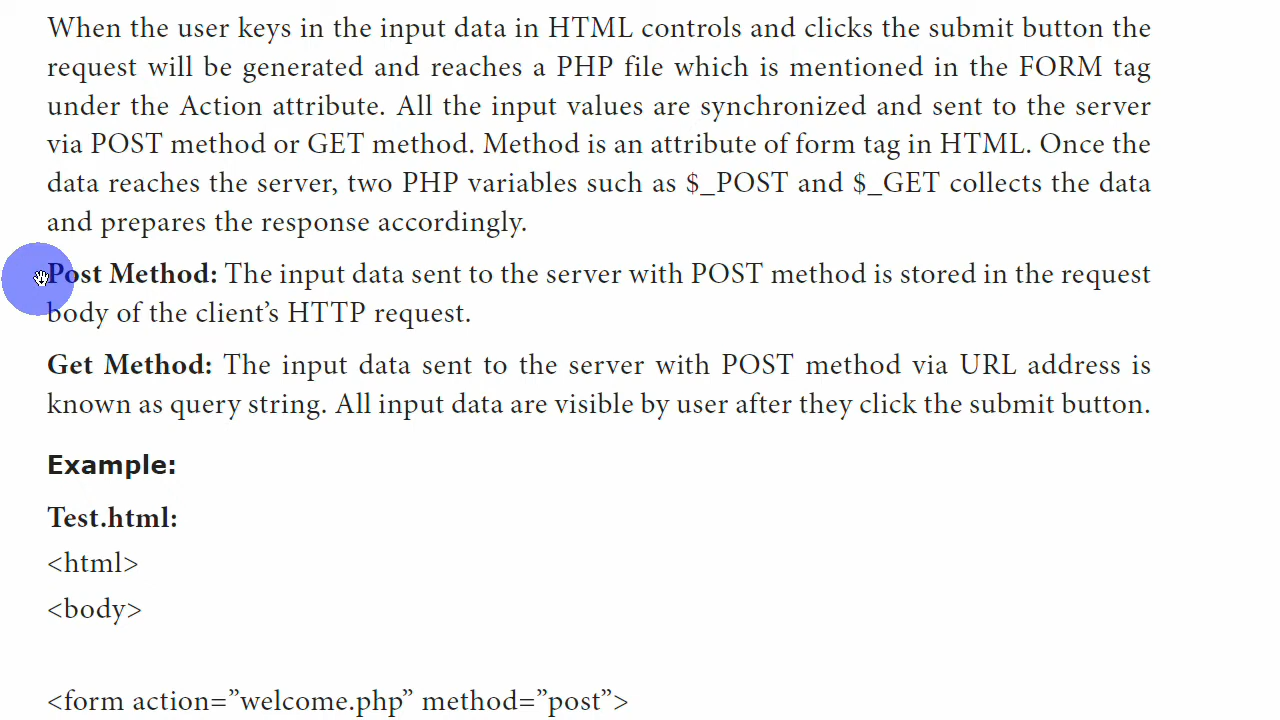 When the user keys in the input data in HTML controls and clicks the submit button the
request will be generated and reaches a PHP file which is mentioned in the FORM tag
under the Action attribute. All the input values are synchronized and sent to the server
via POST method or GET method. Method is an attribute of form tag in HTML. Once the
data reaches the server, two PHP variables such as $_POST and $_GET collects the data
and prepares the response accordingly.
Post Method: The input data sent to the server with POST method is stored in the request
body of the client’s HTTP request.
Get Method: The input data sent to the server with POST method via URL address is
known as query string. All input data are visible by user after they click the submit button.
Example:
Test.html:
<html>
<body>
<form action=”welcome.php” method=”post”>